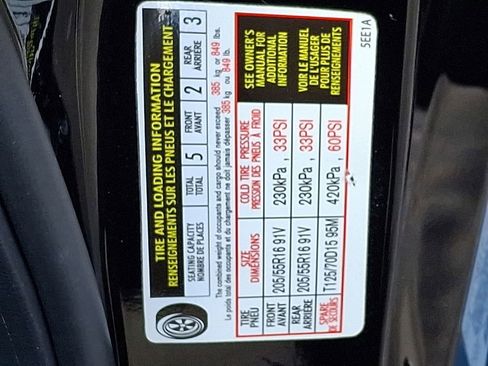 TIRE AND LOADING INFORMATION
RENSEIGNEMENTS SUR LES PNEUS ET LE CHARGEMENT
SEATING CAPACITY TOTAL 5 FRONT 2 REAR 3
NOMBRE DE PLACES TOTAL AVANT ARRIÈRE
The combined weight of occupants and cargo should never exceed 385 kg or 849 lbs.
Le poids total des occupants et du chargement ne doit jamais dépasser 385 kg ou 849 lb.
TIRE SIZE COLD TIRE PRESSURE SEE OWNER'S
PNEU DIMENSIONS PRESSION DES PNEUS À FROID MANUAL FOR
FRONT 205/55R16 91V 230kPa , 33PSI ADDITIONAL
AVANT INFORMATION
REAR 205/55R16 91V 230kPa , 33PSI VOIR LE MANUEL
ARRIÈRE DE L'USAGER
SPARE T125/70D15 95M 420kPa , 60PSI POUR PLUS DE
DE SECOURS RENSEIGNEMENTS
5EE1A